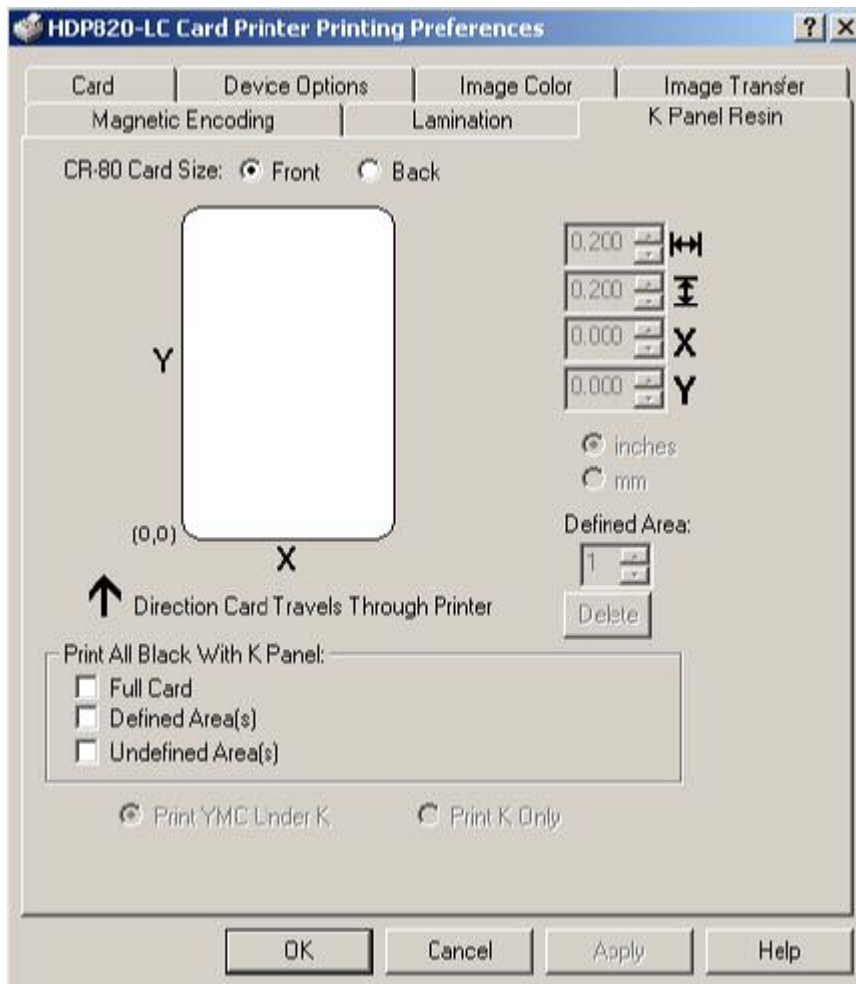 HDP820-LC Card Printer Printing Preferences
Card Device Options Image Color Image Transfer
Magnetic Encoding Lamination K Panel Resin
CR-80 Card Size: Front Back
0.200
0.200
0.000 X
0.000 Y
Y
inches
mm
(0,0)
X
Defined Area:
1
Direction Card Travels Through Printer
Delete
Print All Black With K Panel:
Full Card
Defined Area(s)
Undefined Area(s)
Print YMC Under K Print K Only
OK Cancel Apply Help